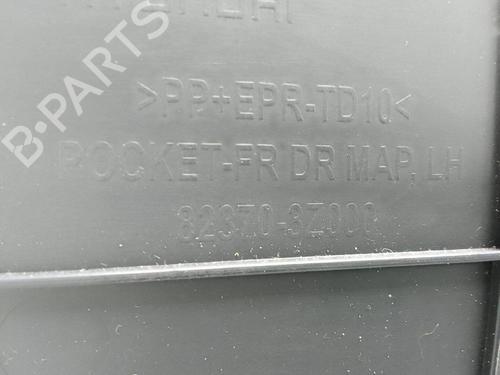 B-PARTS
>PP+EPR-TD10<
POCKET-FR DR MAP, LH
82370-3Z000